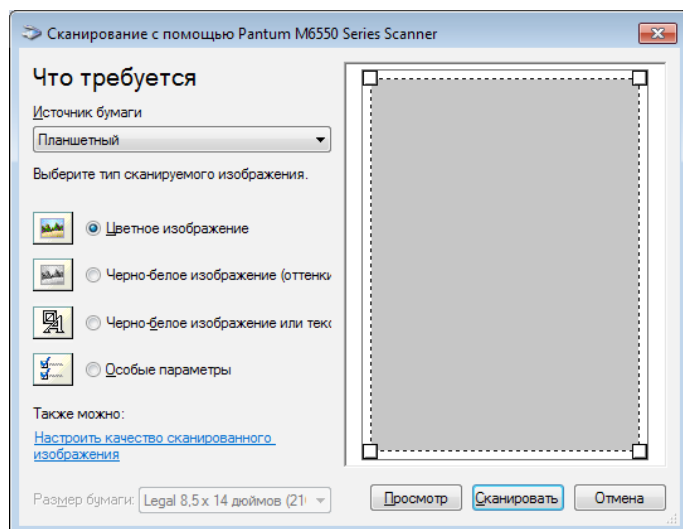 Сканирование с помощью Pantum M6550 Series Scanner
Что требуется
Источник бумаги
Планшетный
Выберите тип сканируемого изображения.
Цветное изображение
Черно-белое изображение (оттенки
Черно-белое изображение или текс
Особые параметры
Также можно:
Настроить качество сканированного
изображения
Размер бумаги: Legal 8,5 x 14 дюймов (21
Просмотр Сканировать Отмена